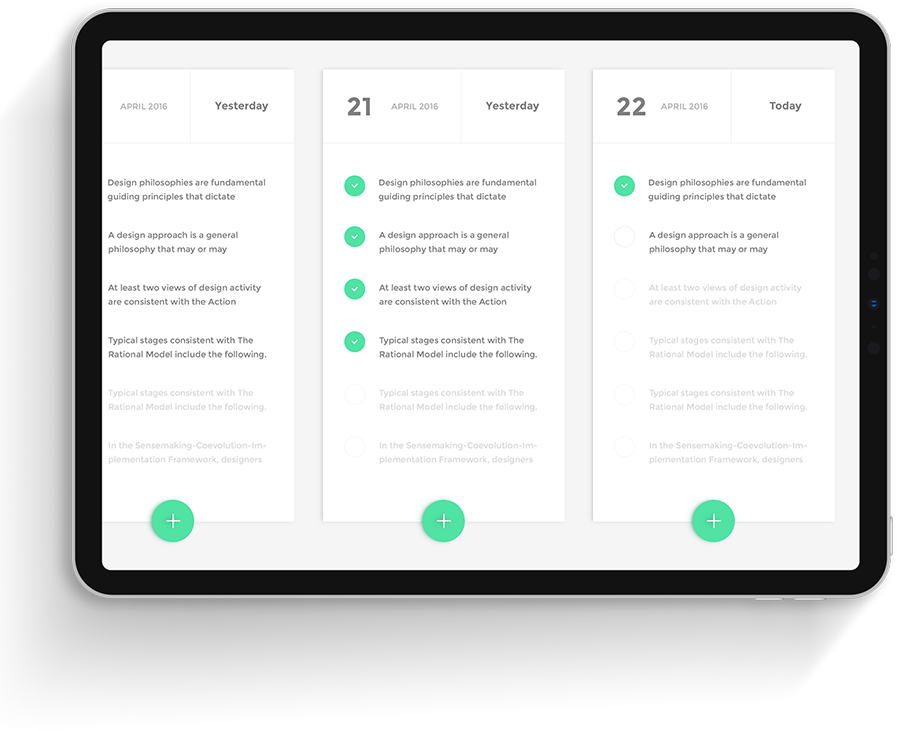 APRIL 2016
Yesterday
Design philosophies are fundamental
guiding principles that dictate
A design approach is a general
philosophy that may or may
At least two views of design activity
are consistent with the Action
Typical stages consistent with The
Rational Model include the following.
Typical stages consistent with The
Rational Model include the following.
In the Sensemaking-Coevolution-Im-
plementation Framework, designers
21
APRIL 2016
Yesterday
Design philosophies are fundamental
guiding principles that dictate
A design approach is a general
philosophy that may or may
At least two views of design activity
are consistent with the Action
Typical stages consistent with The
Rational Model include the following.
Typical stages consistent with The
Rational Model include the following.
In the Sensemaking-Coevolution-Im-
plementation Framework, designers
22
APRIL 2016
Today
Design philosophies are fundamental
guiding principles that dictate
A design approach is a general
philosophy that may or may
At least two views of design activity
are consistent with the Action
Typical stages consistent with The
Rational Model include the following.
Typical stages consistent with The
Rational Model include the following.
In the Sensemaking-Coevolution-Im-
plementation Framework, designers